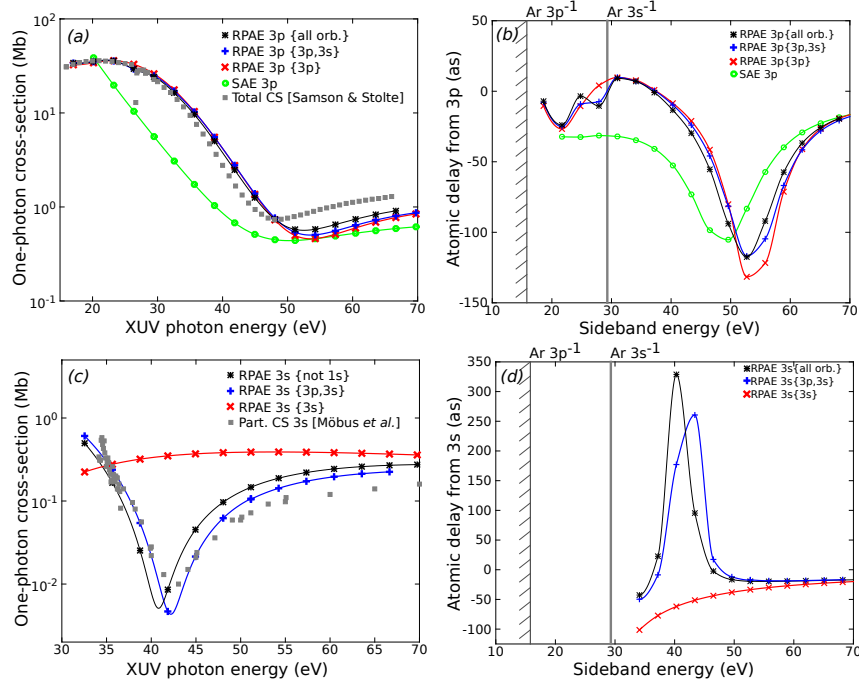 (a)
RPAE 3p {all orb.}
RPAE 3p {3p,3s}
RPAE 3p {3p}
SAE 3p
Total CS [Samson & Stolte]
One-photon cross-section (Mb)
10^1
10^0
10^-1
20 30 40 50 60 70
XUV photon energy (eV)
Ar 3p^-1 Ar 3s^-1
(b)
RPAE 3p{all orb.}
RPAE 3p{3p,3s}
RPAE 3p{3p}
SAE 3p
Atomic delay from 3p (as)
50
0
-50
-100
-150
10 20 30 40 50 60 70
Sideband energy (eV)
(c)
RPAE 3s {not 1s}
RPAE 3s {3p,3s}
RPAE 3s {3s}
Part. CS 3s [Möbus et al.]
One-photon cross-section (Mb)
10^0
10^-1
10^-2
30 35 40 45 50 55 60 65 70
XUV photon energy (eV)
Ar 3p^-1 Ar 3s^-1
(d)
RPAE 3s{all orb.}
RPAE 3s{3p,3s}
RPAE 3s{3s}
Atomic delay from 3s (as)
350
300
250
200
150
100
50
0
-50
-100
10 20 30 40 50 60 70
Sideband energy (eV)